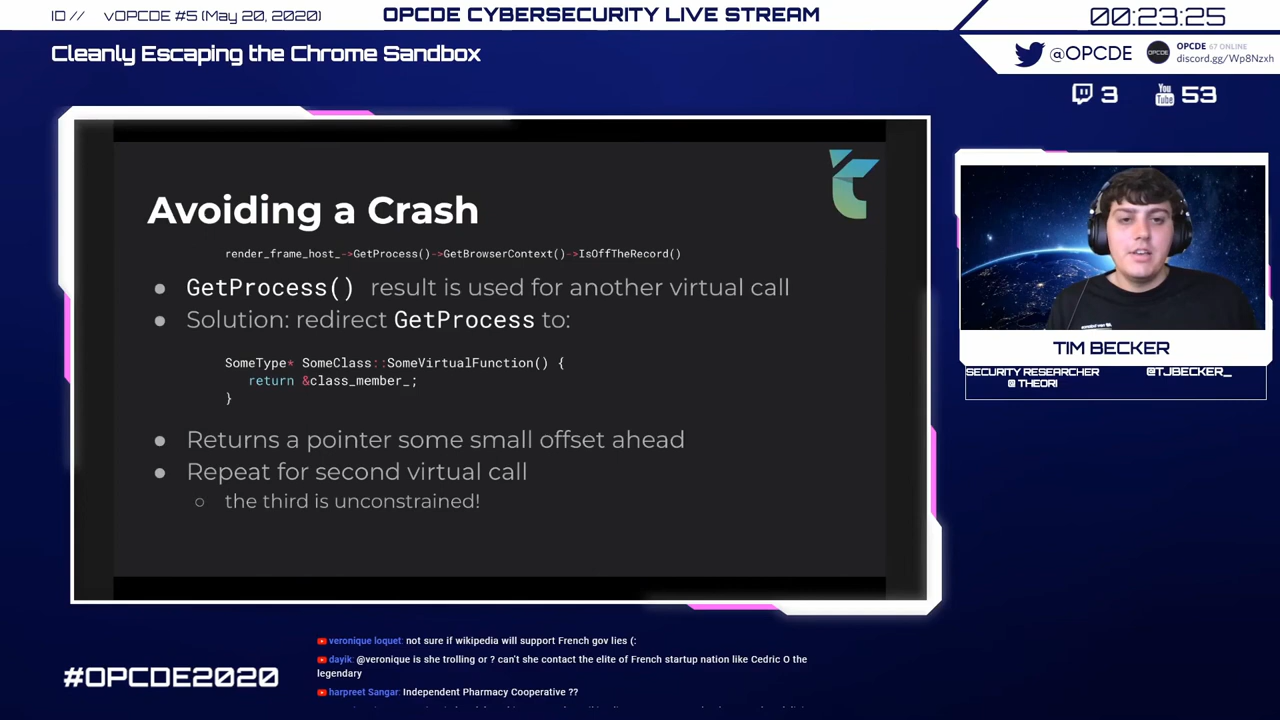 ID // vOPCDE #5 (May 20, 2020)
OPCDE CYBERSECURITY LIVE STREAM
00:23:25
Cleanly Escaping the Chrome Sandbox
@OPCDE
OPCDE 67 ONLINE
discord.gg/Wp8Nzxh
3
You Tube 53
Avoiding a Crash
render_frame_host_->GetProcess()->GetBrowserContext()->IsOffTheRecord()
● GetProcess() result is used for another virtual call
● Solution: redirect GetProcess to:
SomeType* SomeClass::SomeVirtualFunction() {
return &class_member_;
}
● Returns a pointer some small offset ahead
● Repeat for second virtual call
○ the third is unconstrained!
TIM BECKER
SECURITY RESEARCHER
@ THEORI
@TJBECKER_
#OPCDE2020
veronique loquet: not sure if wikipedia will support French gov lies (:
dayik: @veronique is she trolling or ? can't she contact the elite of French startup nation like Cedric O the
legendary
harpreet Sangar: Independent Pharmacy Cooperative ??